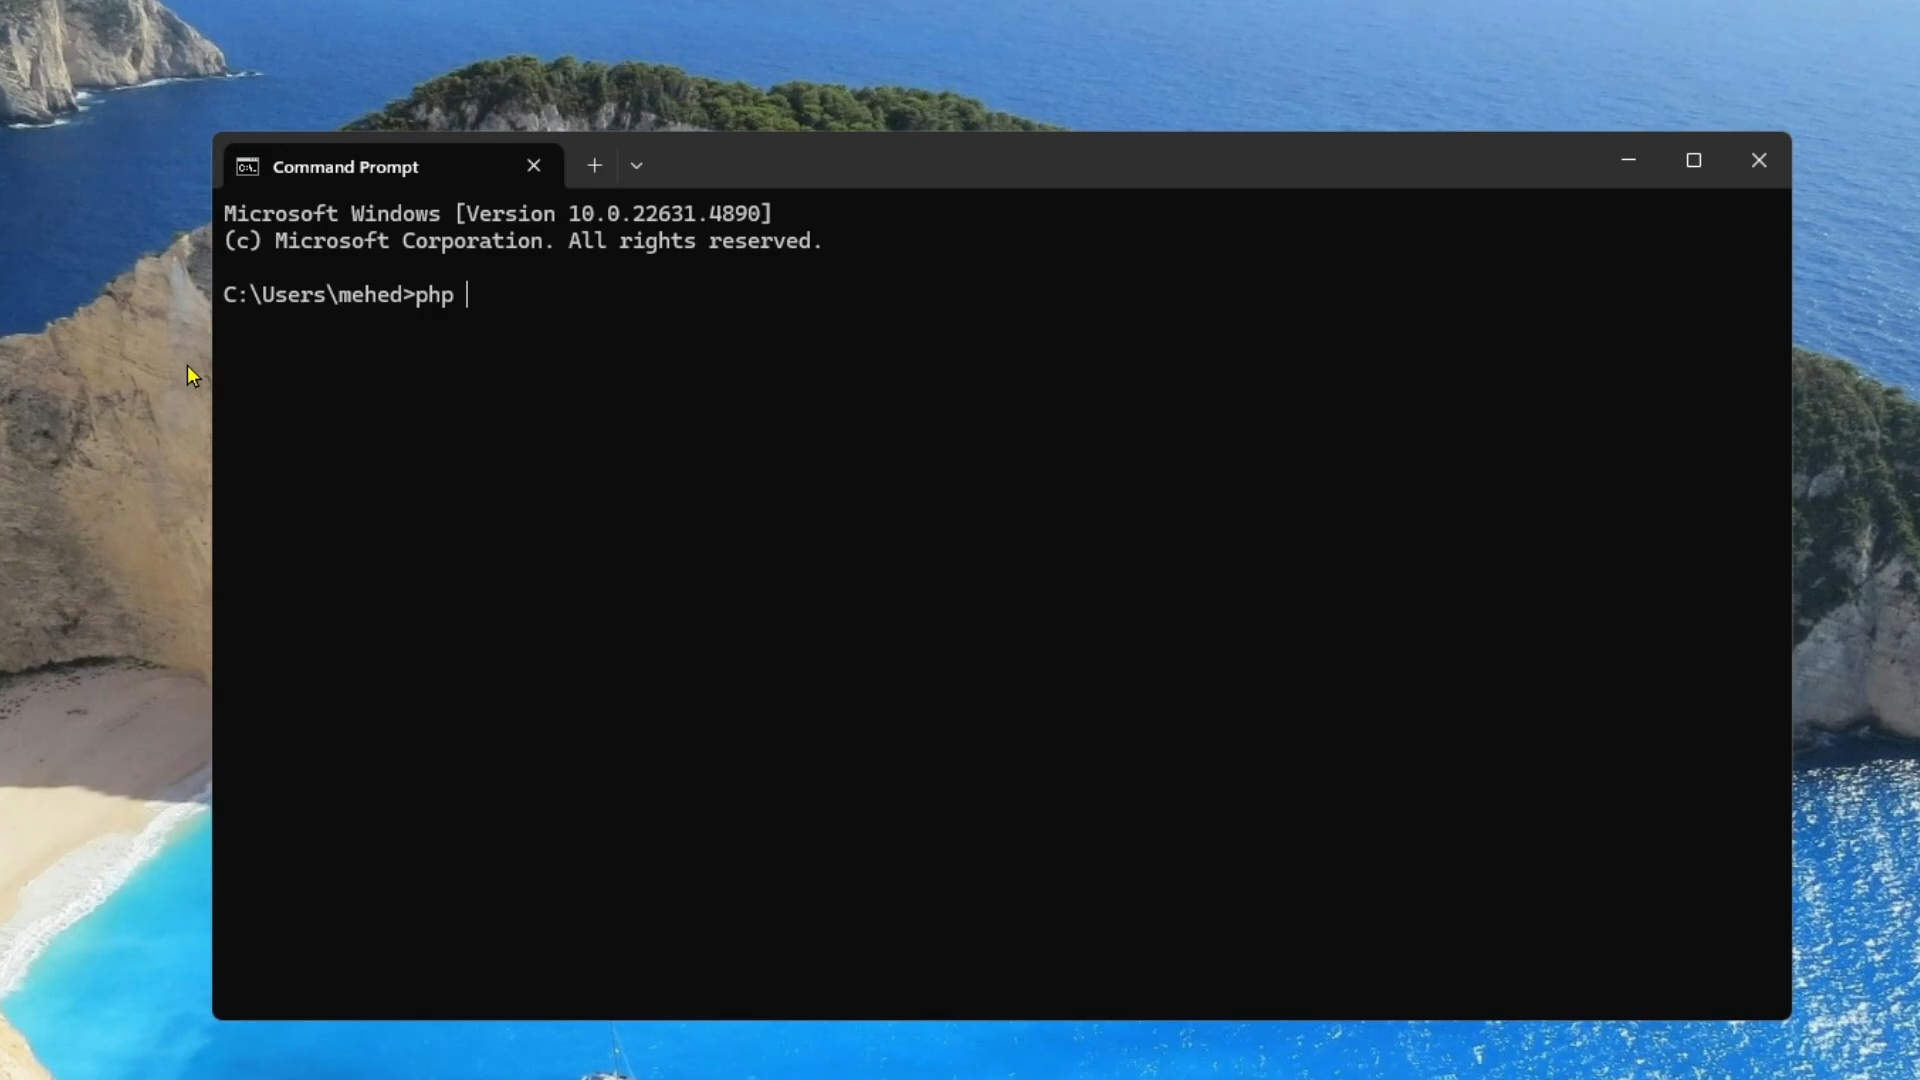 Command Prompt
Microsoft Windows [Version 10.0.22631.4890]
(c) Microsoft Corporation. All rights reserved.
C:\Users\mehed>php